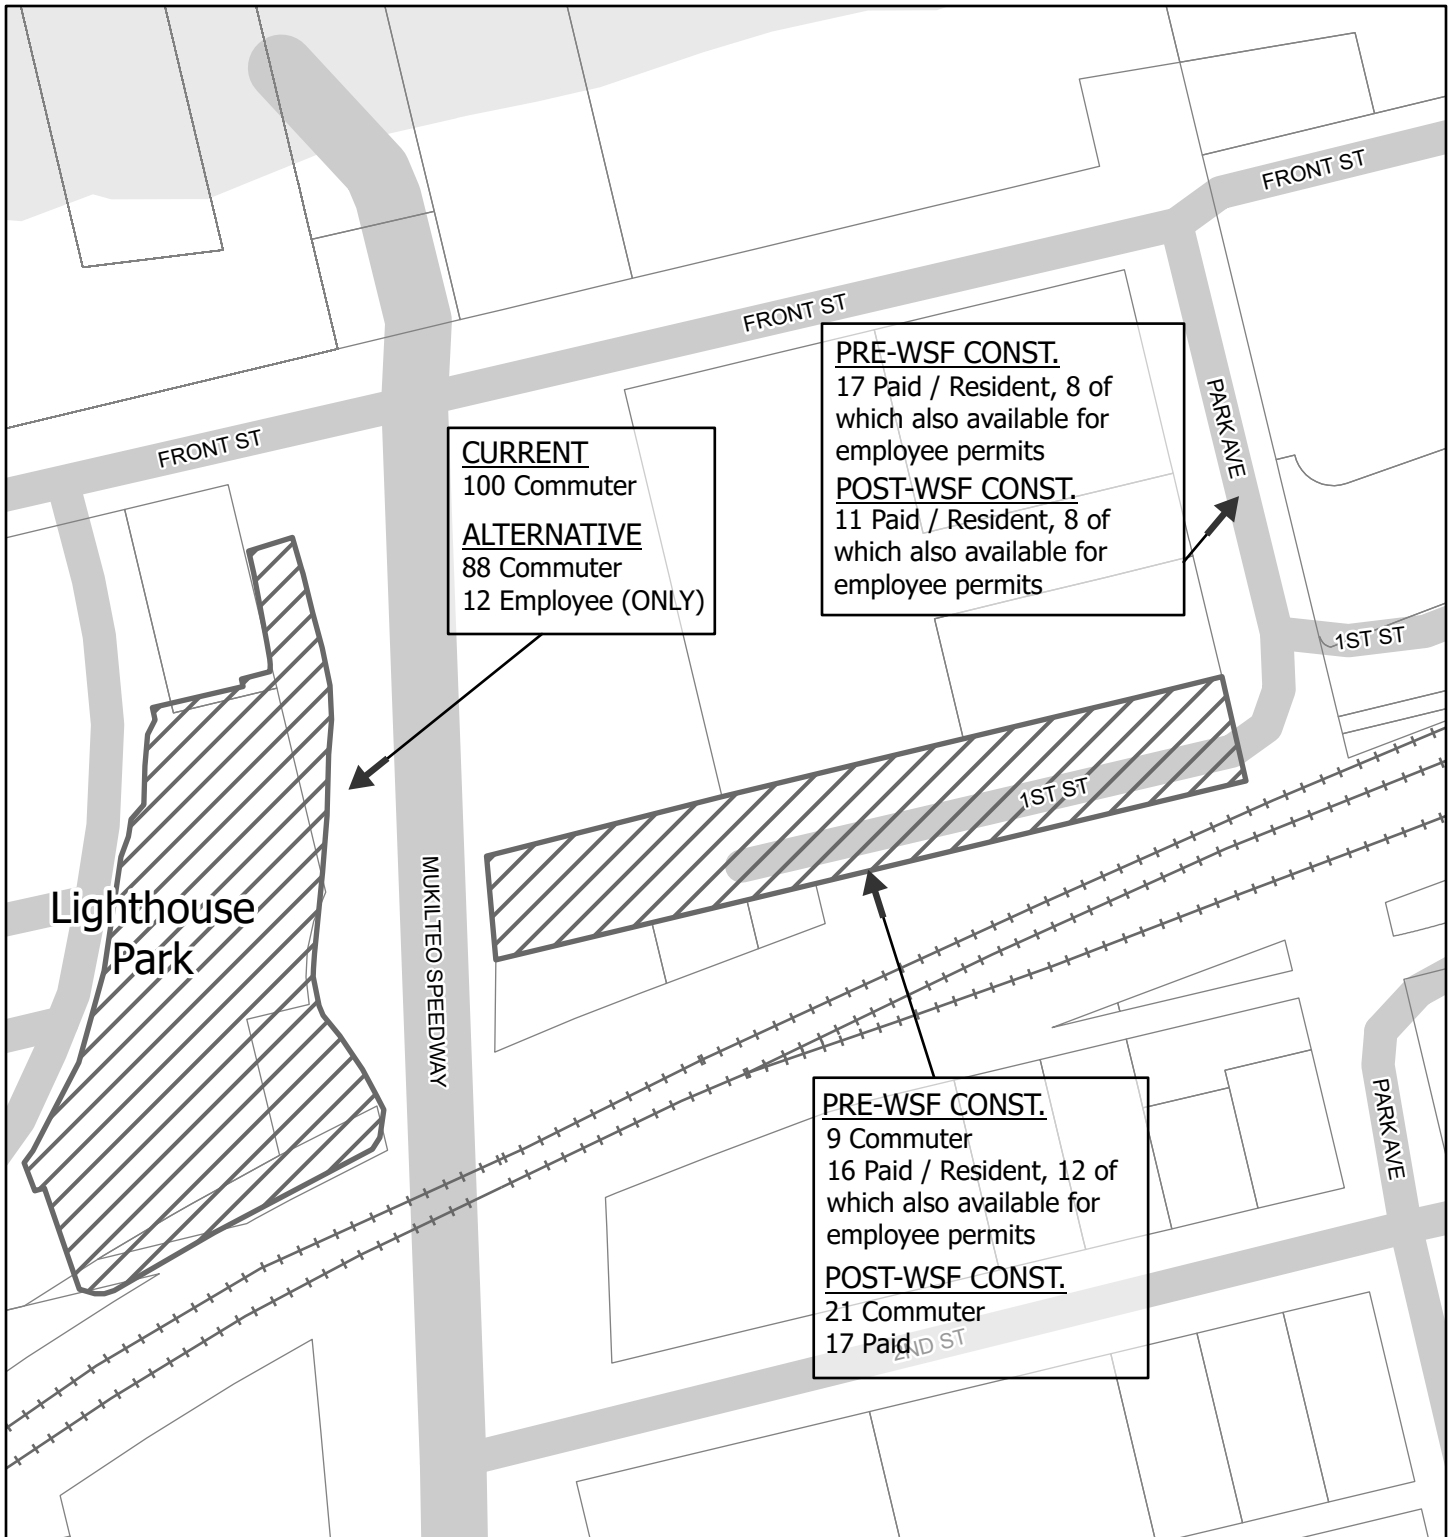 FRONT ST
FRONT ST
FRONT ST
PRE-WSF CONST.
17 Paid / Resident, 8 of
which also available for
employee permits
POST-WSF CONST.
11 Paid / Resident, 8 of
which also available for
employee permits
PARK AVE
CURRENT
100 Commuter
ALTERNATIVE
88 Commuter
12 Employee (ONLY)
1ST ST
1ST ST
Lighthouse
Park
MUKILTEO SPEEDWAY
PRE-WSF CONST.
9 Commuter
16 Paid / Resident, 12 of
which also available for
employee permits
POST-WSF CONST.
21 Commuter
17 Paid
2ND ST
PARK AVE